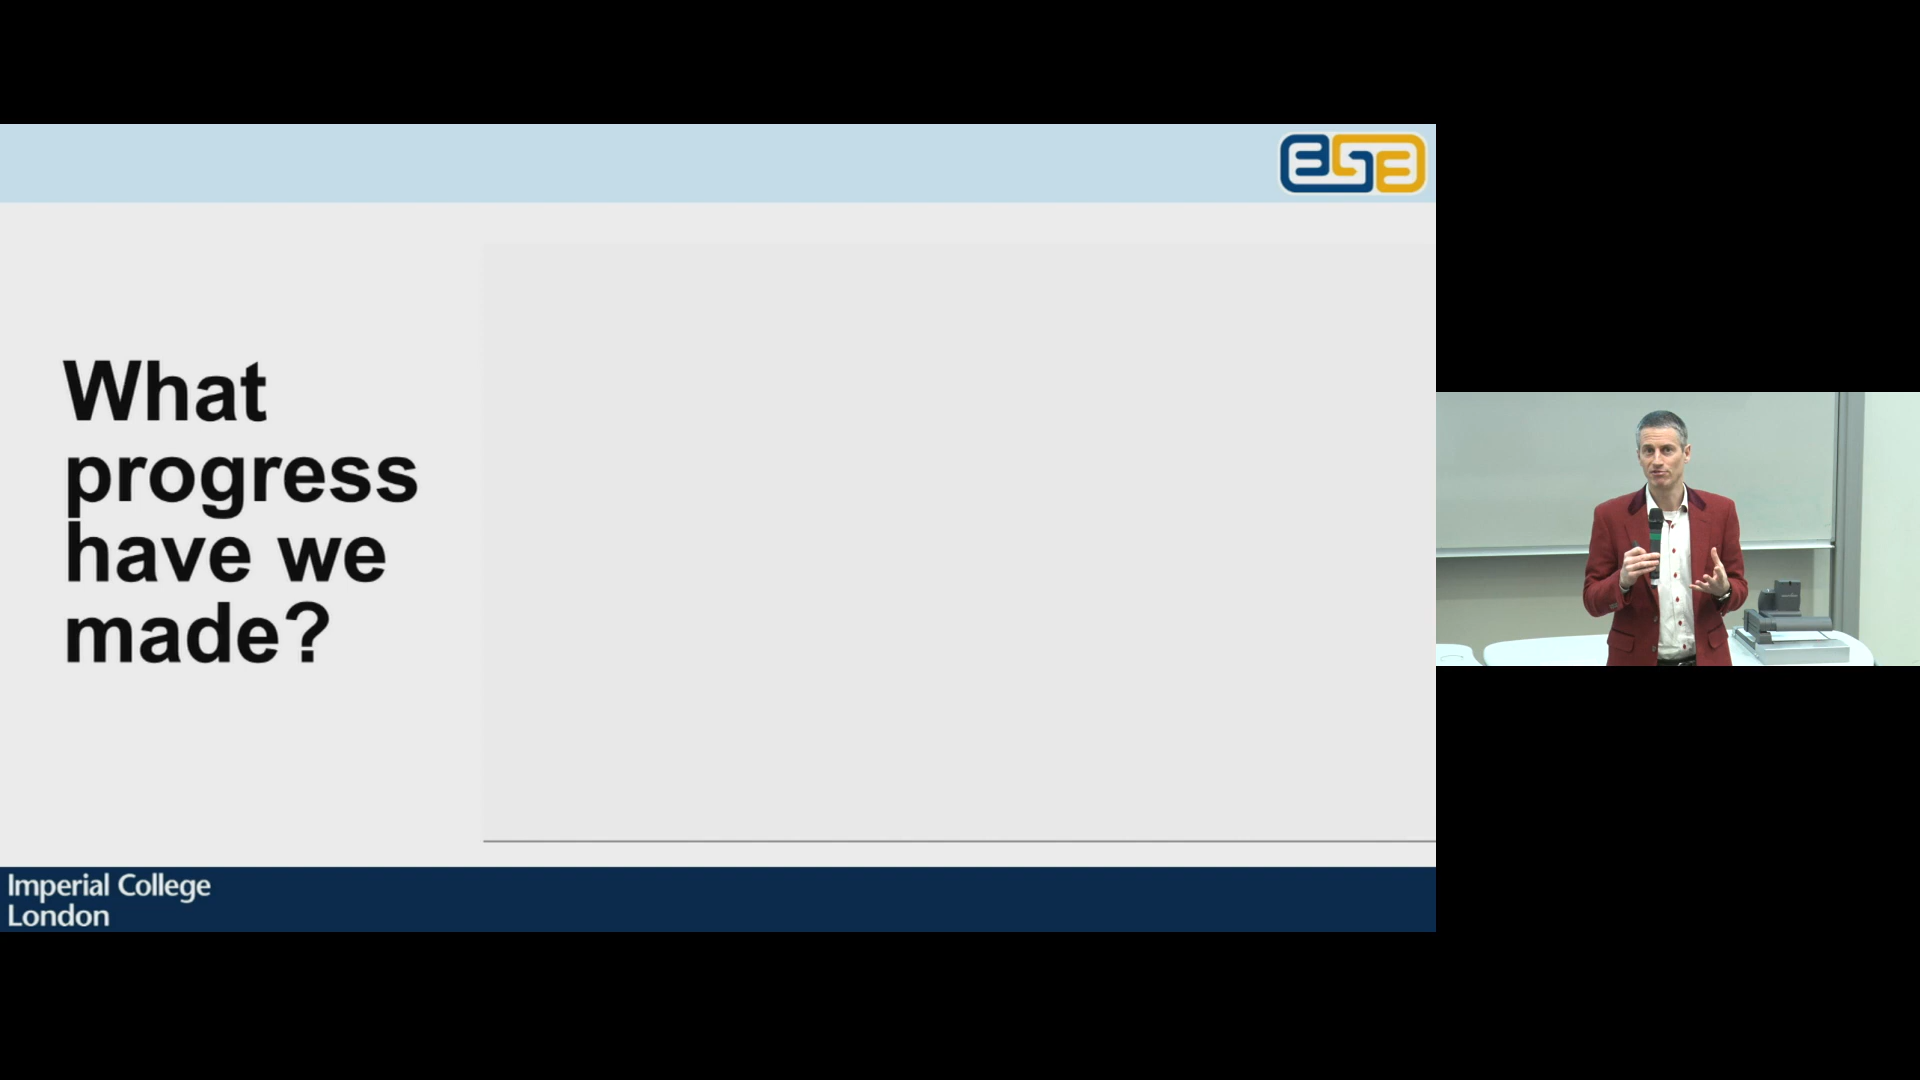 What
progress
have we
made?
Imperial College
London